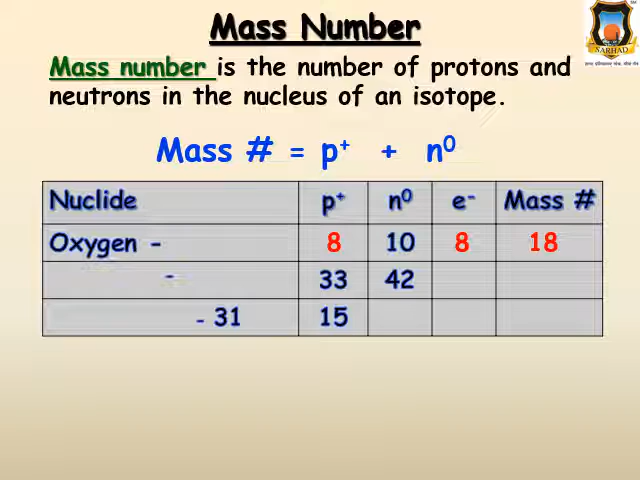 Mass Number
SARHAD
Mass number is the number of protons and
neutrons in the nucleus of an isotope.
Mass # = p⁺ + n⁰
Nuclide p⁺ n⁰ e⁻ Mass #
Oxygen - 8 10 8 18
- 33 42
- 31 15